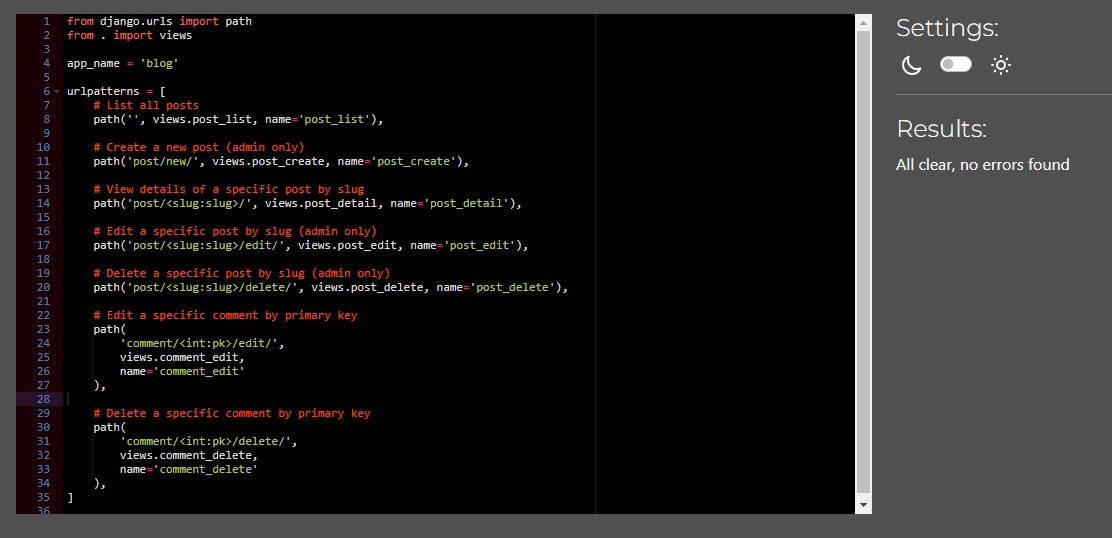 1 from django.urls import path
2 from . import views
3
4 app_name = 'blog'
5
6 urlpatterns = [
7     # List all posts
8     path('', views.post_list, name='post_list'),
9
10     # Create a new post (admin only)
11     path('post/new/', views.post_create, name='post_create'),
12
13     # View details of a specific post by slug
14     path('post/<slug:slug>/', views.post_detail, name='post_detail'),
15
16     # Edit a specific post by slug (admin only)
17     path('post/<slug:slug>/edit/', views.post_edit, name='post_edit'),
18
19     # Delete a specific post by slug (admin only)
20     path('post/<slug:slug>/delete/', views.post_delete, name='post_delete'),
21
22     # Edit a specific comment by primary key
23     path(
24         'comment/<int:pk>/edit/',
25         views.comment_edit,
26         name='comment_edit'
27     ),
28
29     # Delete a specific comment by primary key
30     path(
31         'comment/<int:pk>/delete/',
32         views.comment_delete,
33         name='comment_delete'
34     ),
35 ]
36
Settings:
Results:
All clear, no errors found